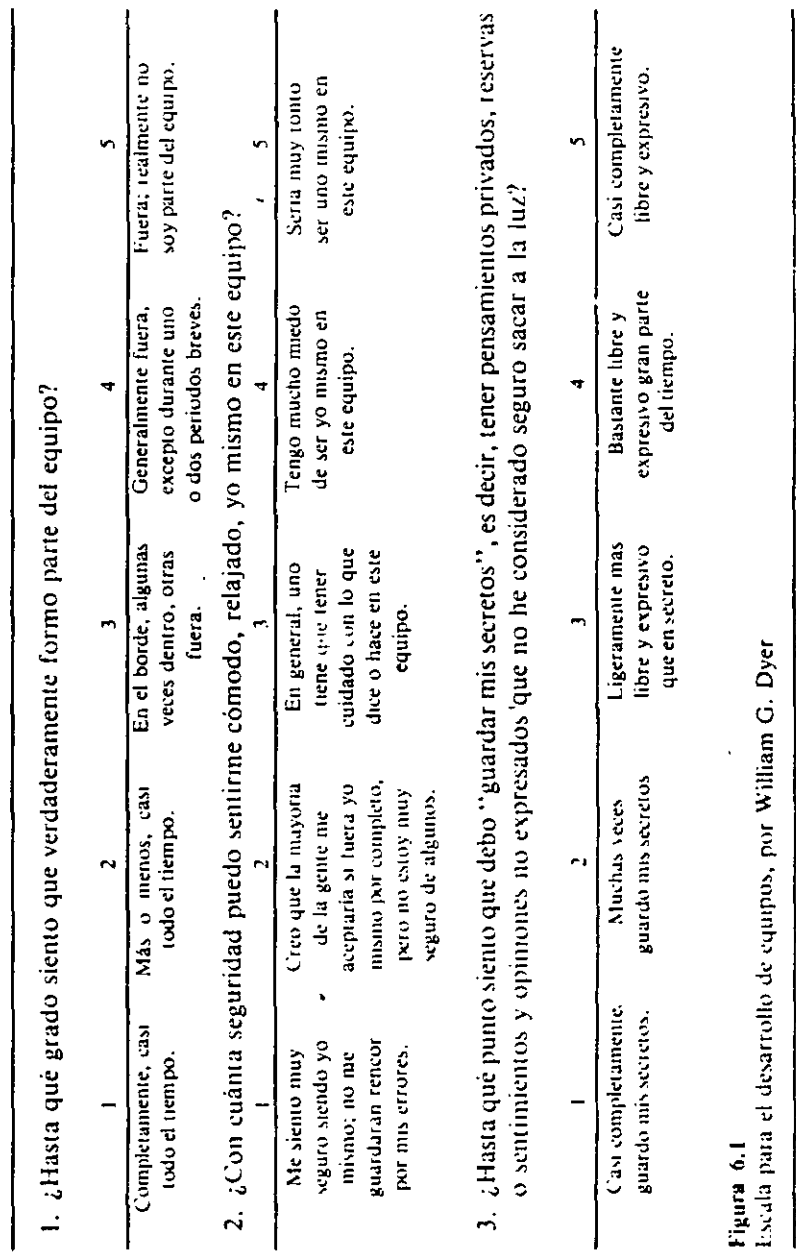 1. ¿Hasta qué grado siento que verdaderamente formo parte del equipo?
1 2 3 4 5
Completamente, casi Más o menos, casi En el borde, algunas Generalmente fuera, Fuera; realmente no
todo el tiempo. todo el tiempo. veces dentro, otras excepto durante uno soy parte del equipo.
fuera. o dos periodos breves.
2. ¿Con cuánta seguridad puedo sentirme cómodo, relajado, yo mismo en este equipo?
1 2 3 4 5
Me siento muy Creo que la mayoría En general, uno Tengo mucho miedo Sería muy tonto
seguro siendo yo de la gente me tiene que tener de ser yo mismo en ser uno mismo en
mismo; no me aceptaría si fuera yo cuidado con lo que este equipo. este equipo.
guardarán rencor mismo por completo, dice o hace en este
por mis errores. pero no estoy muy equipo.
seguro de algunos.
3. ¿Hasta qué punto siento que debo "guardar mis secretos", es decir, tener pensamientos privados, reservas
o sentimientos y opiniones no expresados que no he considerado seguro sacar a la luz?
1 2 3 4 5
Casi completamente, Muchas veces Ligeramente más Bastante libre y Casi completamente
guardo mis secretos. guardo mis secretos libre y expresivo expresivo gran parte libre y expresivo.
que en secreto. del tiempo.
Figura 6.1
Escala para el desarrollo de equipos, por William G. Dyer